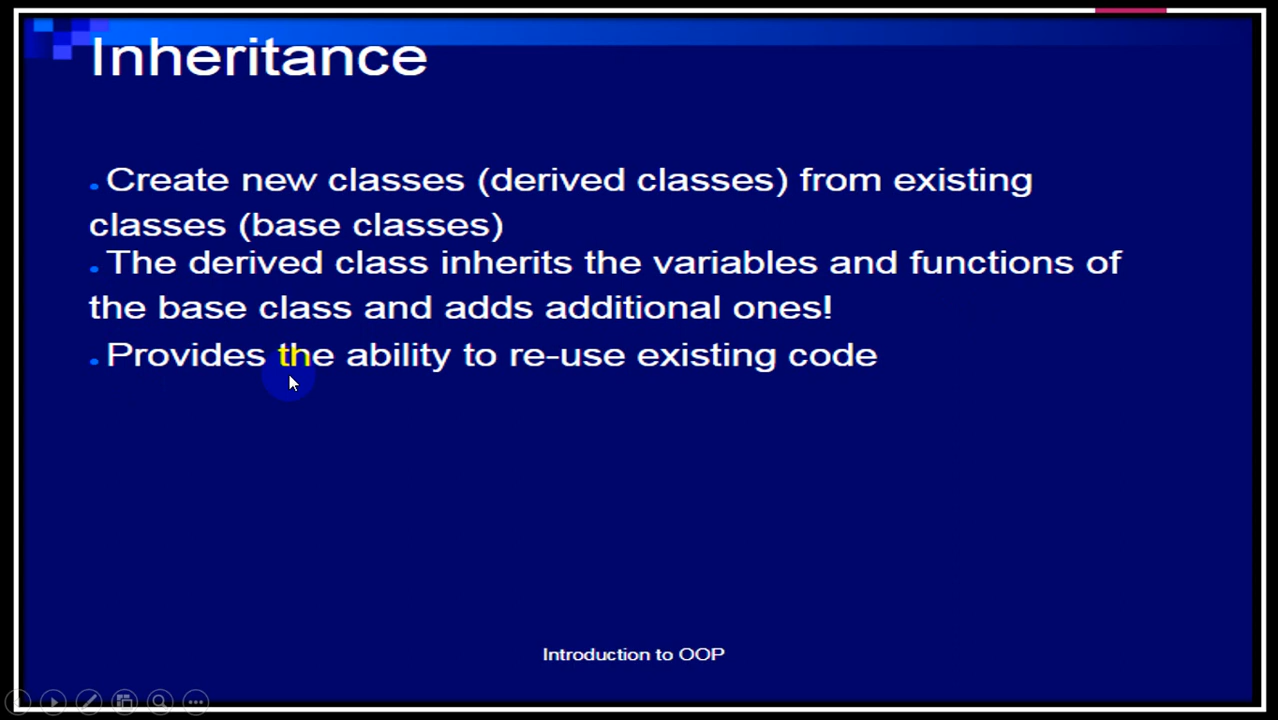 Inheritance
Create new classes (derived classes) from existing
classes (base classes)
The derived class inherits the variables and functions of
the base class and adds additional ones!
Provides the ability to re-use existing code
Introduction to OOP